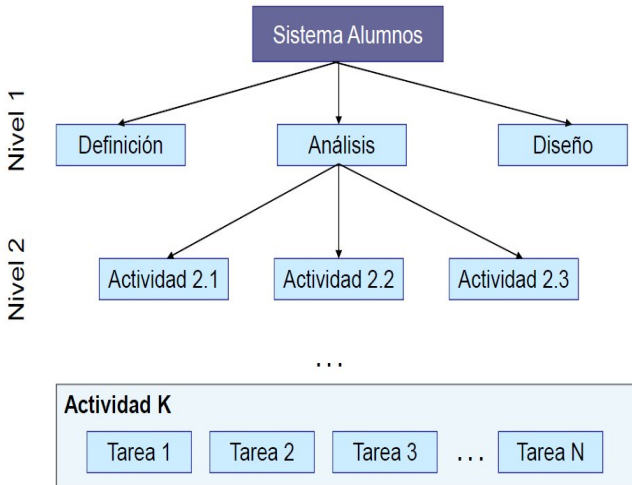 Sistema Alumnos
Nivel 1
Definición
Análisis
Diseño
Nivel 2
Actividad 2.1
Actividad 2.2
Actividad 2.3
...
Actividad K
Tarea 1
Tarea 2
Tarea 3
...
Tarea N